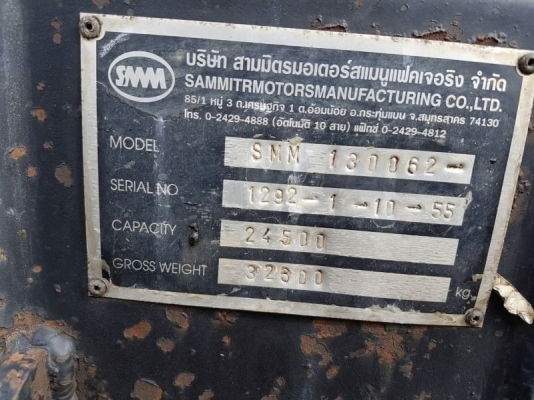 SMM
บริษัท สามมิตรมอเตอร์สแมนูแฟคเจอริง จำกัด
SAMMITRMOTORSMANUFACTURING CO.,LTD.
85/1 หมู่ 3 ถ.เศรษฐกิจ 1 ต.อ้อมน้อย อ.กระทุ่มแบน จ.สมุทรสาคร 74130
โทร. 0-2429-4888 (อัตโนมัติ 10 สาย) แฟ็กซ์ 0-2429-4812
MODEL SMM 130062-
SERIAL NO 1292-1-10-55
CAPACITY 24500
GROSS WEIGHT 32600 kg.